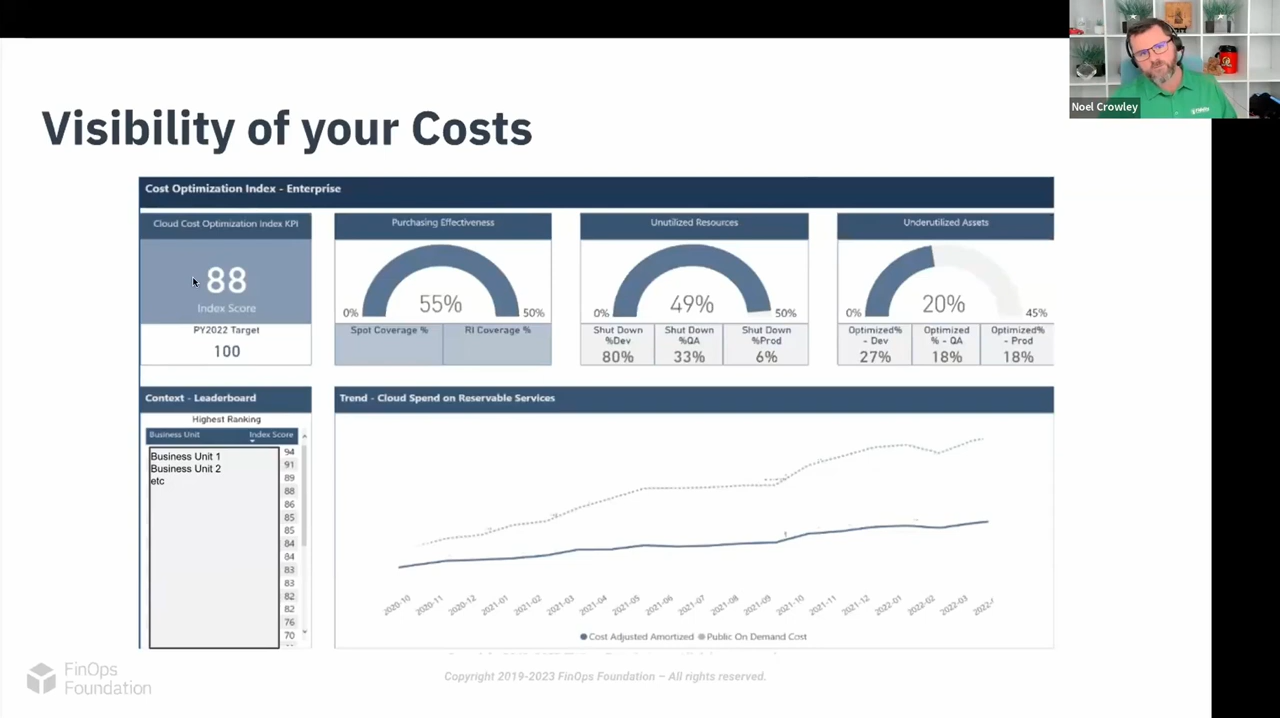 Noel Crowley
Visibility of your Costs
Cost Optimization Index - Enterprise
Cloud Cost Optimization Index KPI
88
Index Score
PY2022 Target
100
Purchasing Effectiveness
0%
55%
50%
Spot Coverage %
RI Coverage %
Unutilized Resources
0%
49%
50%
Shut Down
%Dev
80%
Shut Down
%QA
33%
Shut Down
%Prod
6%
Underutilized Assets
0%
20%
45%
Optimized%
- Dev
27%
Optimized
% - QA
18%
Optimized%
- Prod
18%
Context - Leaderboard
Highest Ranking
Business Unit Index Score
Business Unit 1
Business Unit 2
etc
94
91
89
88
86
85
85
84
84
83
83
82
82
76
70
Trend - Cloud Spend on Reservable Services
2020-10
2020-11
2020-12
2021-01
2021-02
2021-03
2021-04
2021-05
2021-06
2021-07
2021-08
2021-09
2021-10
2021-11
2021-12
2022-01
2022-02
2022-03
2022-
Cost Adjusted Amortized Public On Demand Cost
FinOps
Foundation
Copyright 2019-2023 FinOps Foundation – All rights reserved.